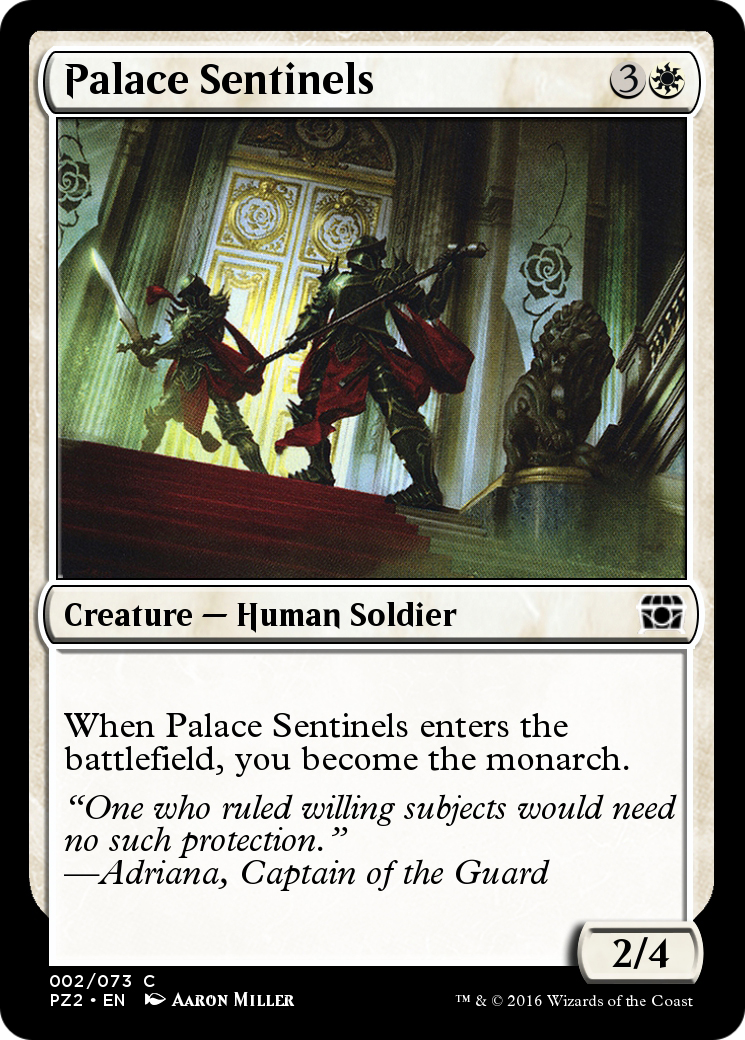 Palace Sentinels 3
Creature — Human Soldier
When Palace Sentinels enters the
battlefield, you become the monarch.
“One who ruled willing subjects would need
no such protection.”
—Adriana, Captain of the Guard
2/4
002/073 C
PZ2 • EN Aaron Miller
™ & © 2016 Wizards of the Coast